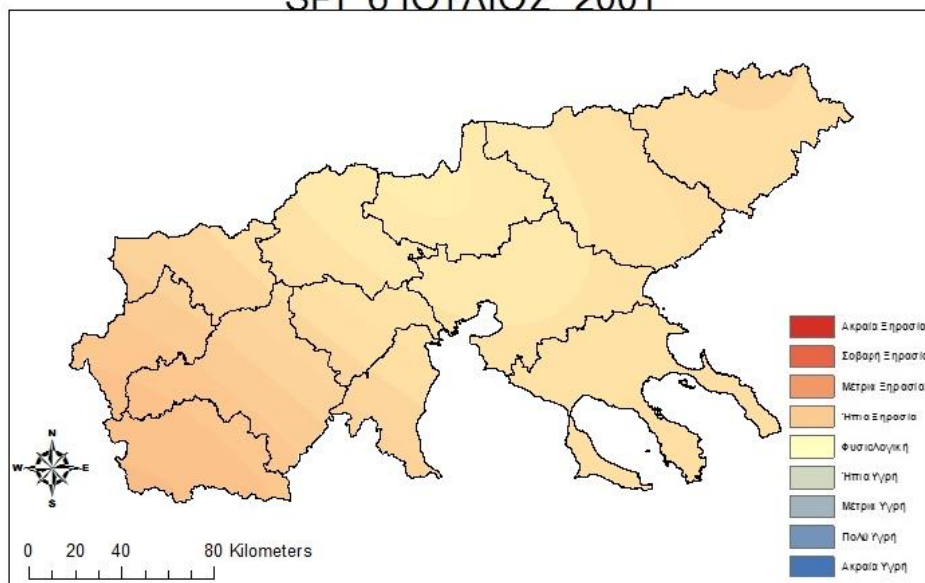 SPI 6 ΙΟΥΛΙΟΣ 2001
Ακραία Ξηρασία
Σοβαρή Ξηρασία
Μέτρια Ξηρασία
Ήπια Ξηρασία
Φυσιολογική
Ήπια Υγρή
Μέτρια Υγρή
Πολύ Υγρή
Ακραία Υγρή
N
W E
S
0 20 40 80 Kilometers